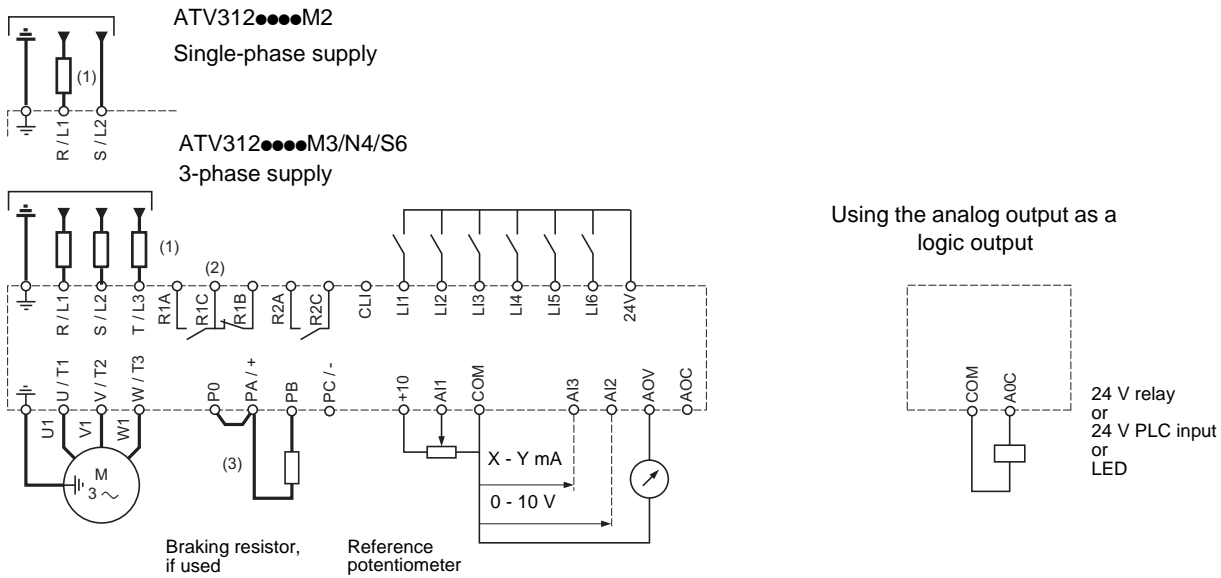 ATV312●●●●M2
Single-phase supply
(1)
R / L1
S / L2
ATV312●●●●M3/N4/S6
3-phase supply
(1)
(2)
R / L1
S / L2
T / L3
R1A
R1C
R1B
R2A
R2C
CLI
LI1
LI2
LI3
LI4
LI5
LI6
24V
U / T1
V / T2
W / T3
P0
PA / +
PB
PC / -
+10
AI1
COM
AI3
AI2
AOV
AOC
U1
V1
W1
M
3 ~
(3)
X - Y mA
0 - 10 V
Braking resistor,
if used
Reference
potentiometer
Using the analog output as a
logic output
COM
A0C
24 V relay
or
24 V PLC input
or
LED